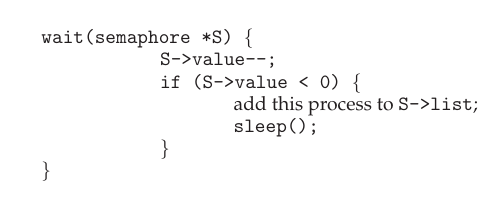 wait(semaphore *S) {
S->value--;
if (S->value < 0) {
add this process to S->list;
sleep();
}
}